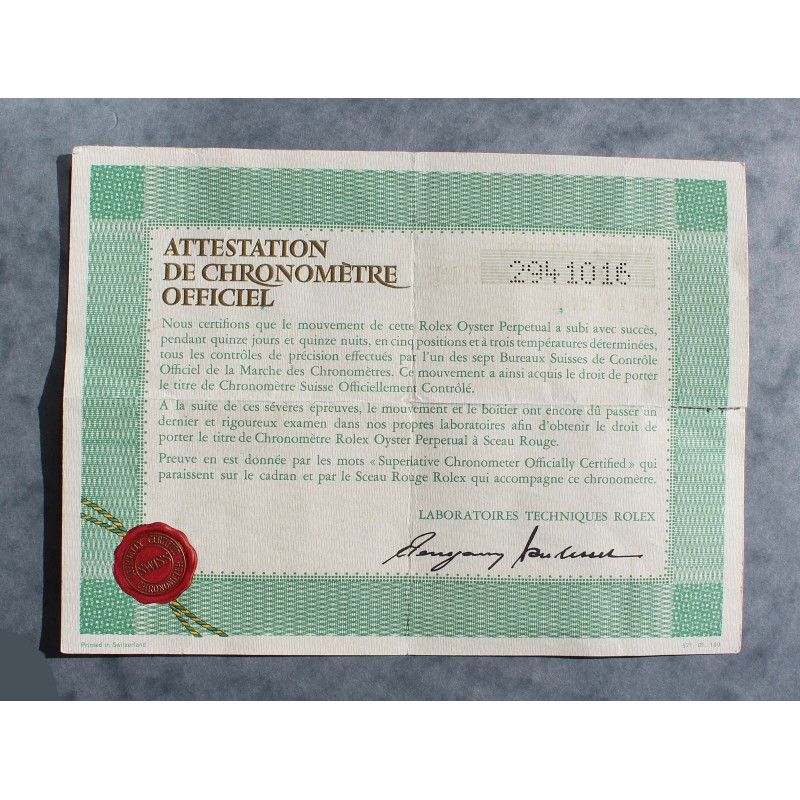 ATTESTATION
DE CHRONOMÈTRE
OFFICIEL
2941016
Nous certifions que le mouvement de cette Rolex Oyster Perpetual a subi avec succès,
pendant quinze jours et quinze nuits, en cinq positions et à trois températures déterminées,
tous les contrôles de précision effectués par l'un des sept Bureaux Suisses de Contrôle
Officiel de la Marche des Chronomètres. Ce mouvement a ainsi acquis le droit de porter
le titre de Chronomètre Suisse Officiellement Contrôlé.
A la suite de ces sévères épreuves, le mouvement et le boîtier ont encore dû passer un
dernier et rigoureux examen dans nos propres laboratoires afin d'obtenir le droit de
porter le titre de Chronomètre Rolex Oyster Perpetual à Sceau Rouge.
Preuve en est donnée par les mots « Superlative Chronometer Officially Certified » qui
paraissent sur le cadran et par le Sceau Rouge Rolex qui accompagne ce chronomètre.
LABORATOIRES TECHNIQUES ROLEX
SWISS
CHRONOMETER
Printed in Switzerland